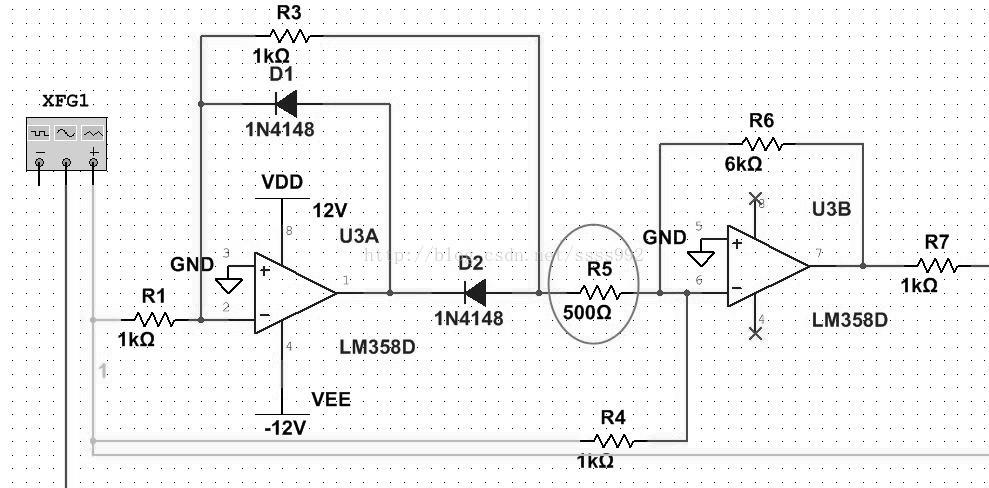 R3
1kΩ
D1
1N4148
XFG1
R6
6kΩ
VDD
12V
8
U3A
3
GND
1
D2
1N4148
http://blog.csdn.net/ssss992
R5
500Ω
GND
5
6
8
U3B
7
R7
1kΩ
R1
1kΩ
2
4
LM358D
4
LM358D
1
VEE
-12V
R4
1kΩ